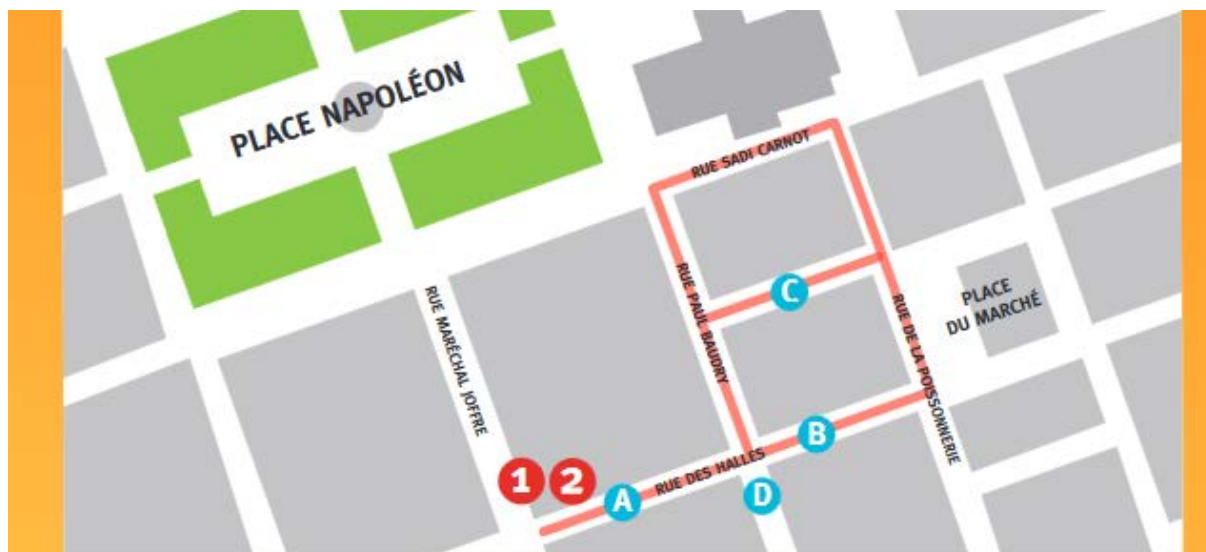 PLACE NAPOLÉON
RUE SADI CARNOT
RUE PAUL BAUDRY
C
RUE MARÉCHAL JOFFRE
PLACE
DU MARCHÉ
RUE DE LA POISSONNERIE
B
1 2
A
RUE DES HALLES
D